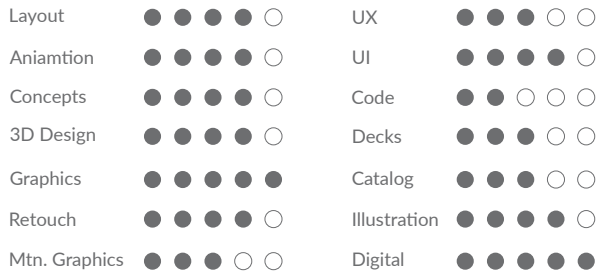 Layout
Aniamtion
Concepts
3D Design
Graphics
Retouch
Mtn. Graphics
UX
UI
Code
Decks
Catalog
Illustration
Digital